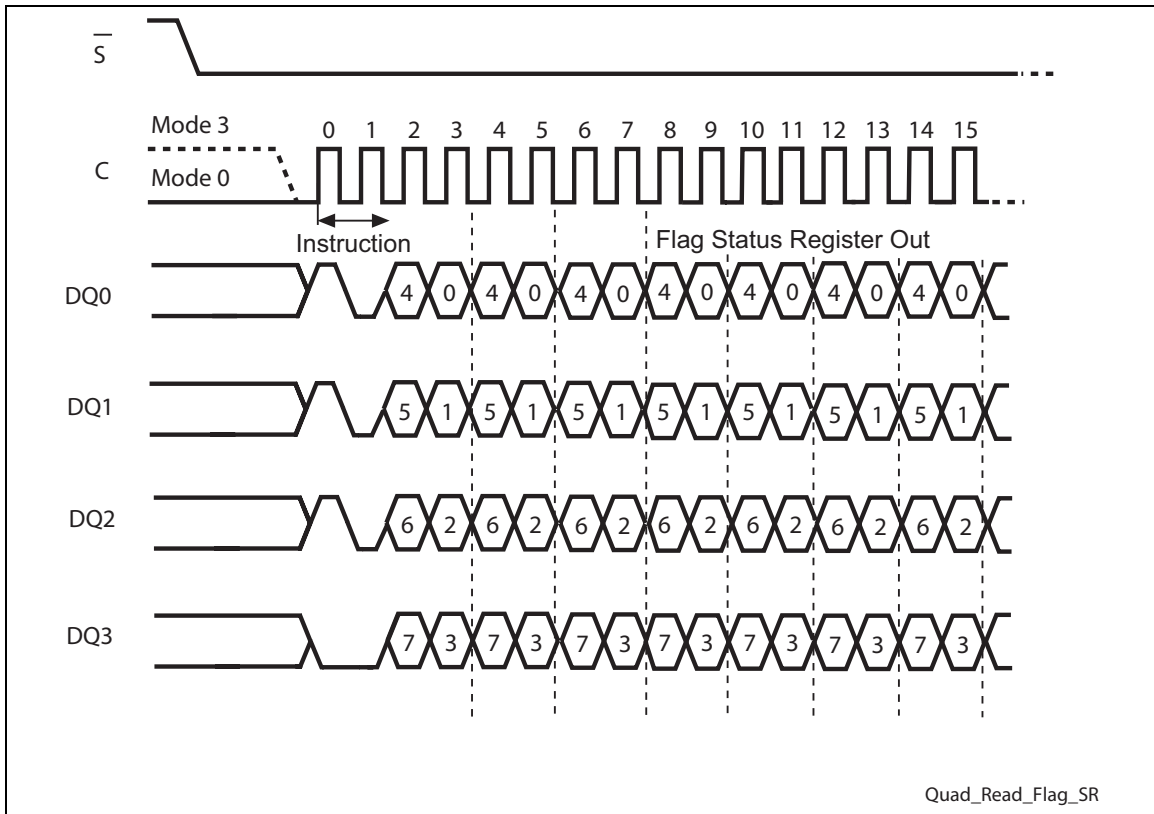 S
Mode 3
0 1 2 3 4 5 6 7 8 9 10 11 12 13 14 15
C
Mode 0
Instruction
Flag Status Register Out
DQ0 4 0 4 0 4 0 4 0 4 0 4 0 4 0
DQ1 5 1 5 1 5 1 5 1 5 1 5 1 5 1
DQ2 6 2 6 2 6 2 6 2 6 2 6 2 6 2
DQ3 7 3 7 3 7 3 7 3 7 3 7 3 7 3
Quad_Read_Flag_SR